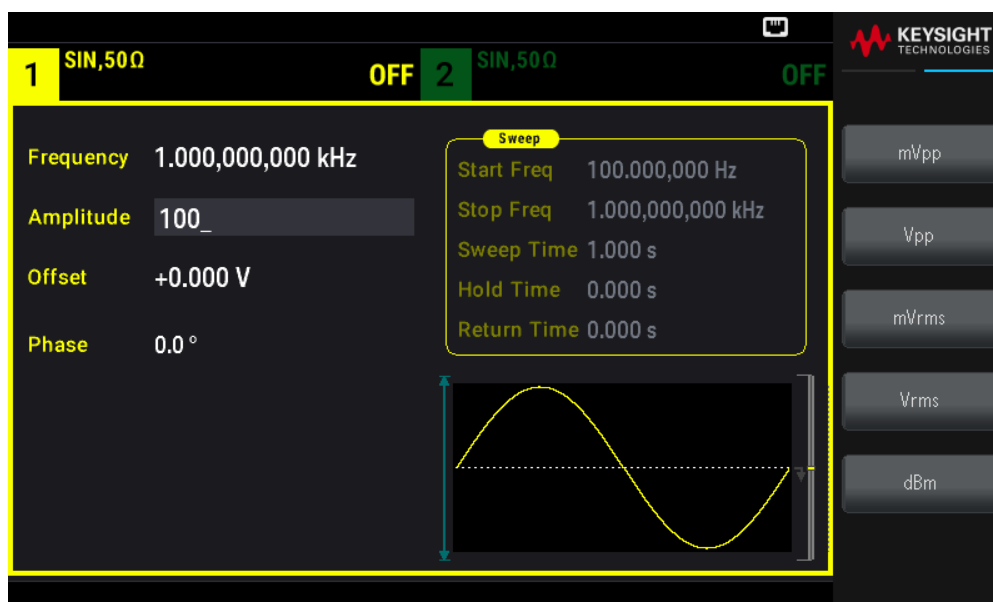 KEYSIGHT
TECHNOLOGIES
1 SIN,50Ω OFF
2 SIN,50Ω OFF
Frequency 1.000,000,000 kHz
Amplitude 100_
Offset +0.000 V
Phase 0.0 °
Sweep
Start Freq 100.000,000 Hz
Stop Freq 1.000,000,000 kHz
Sweep Time 1.000 s
Hold Time 0.000 s
Return Time 0.000 s
mVpp
Vpp
mVrms
Vrms
dBm